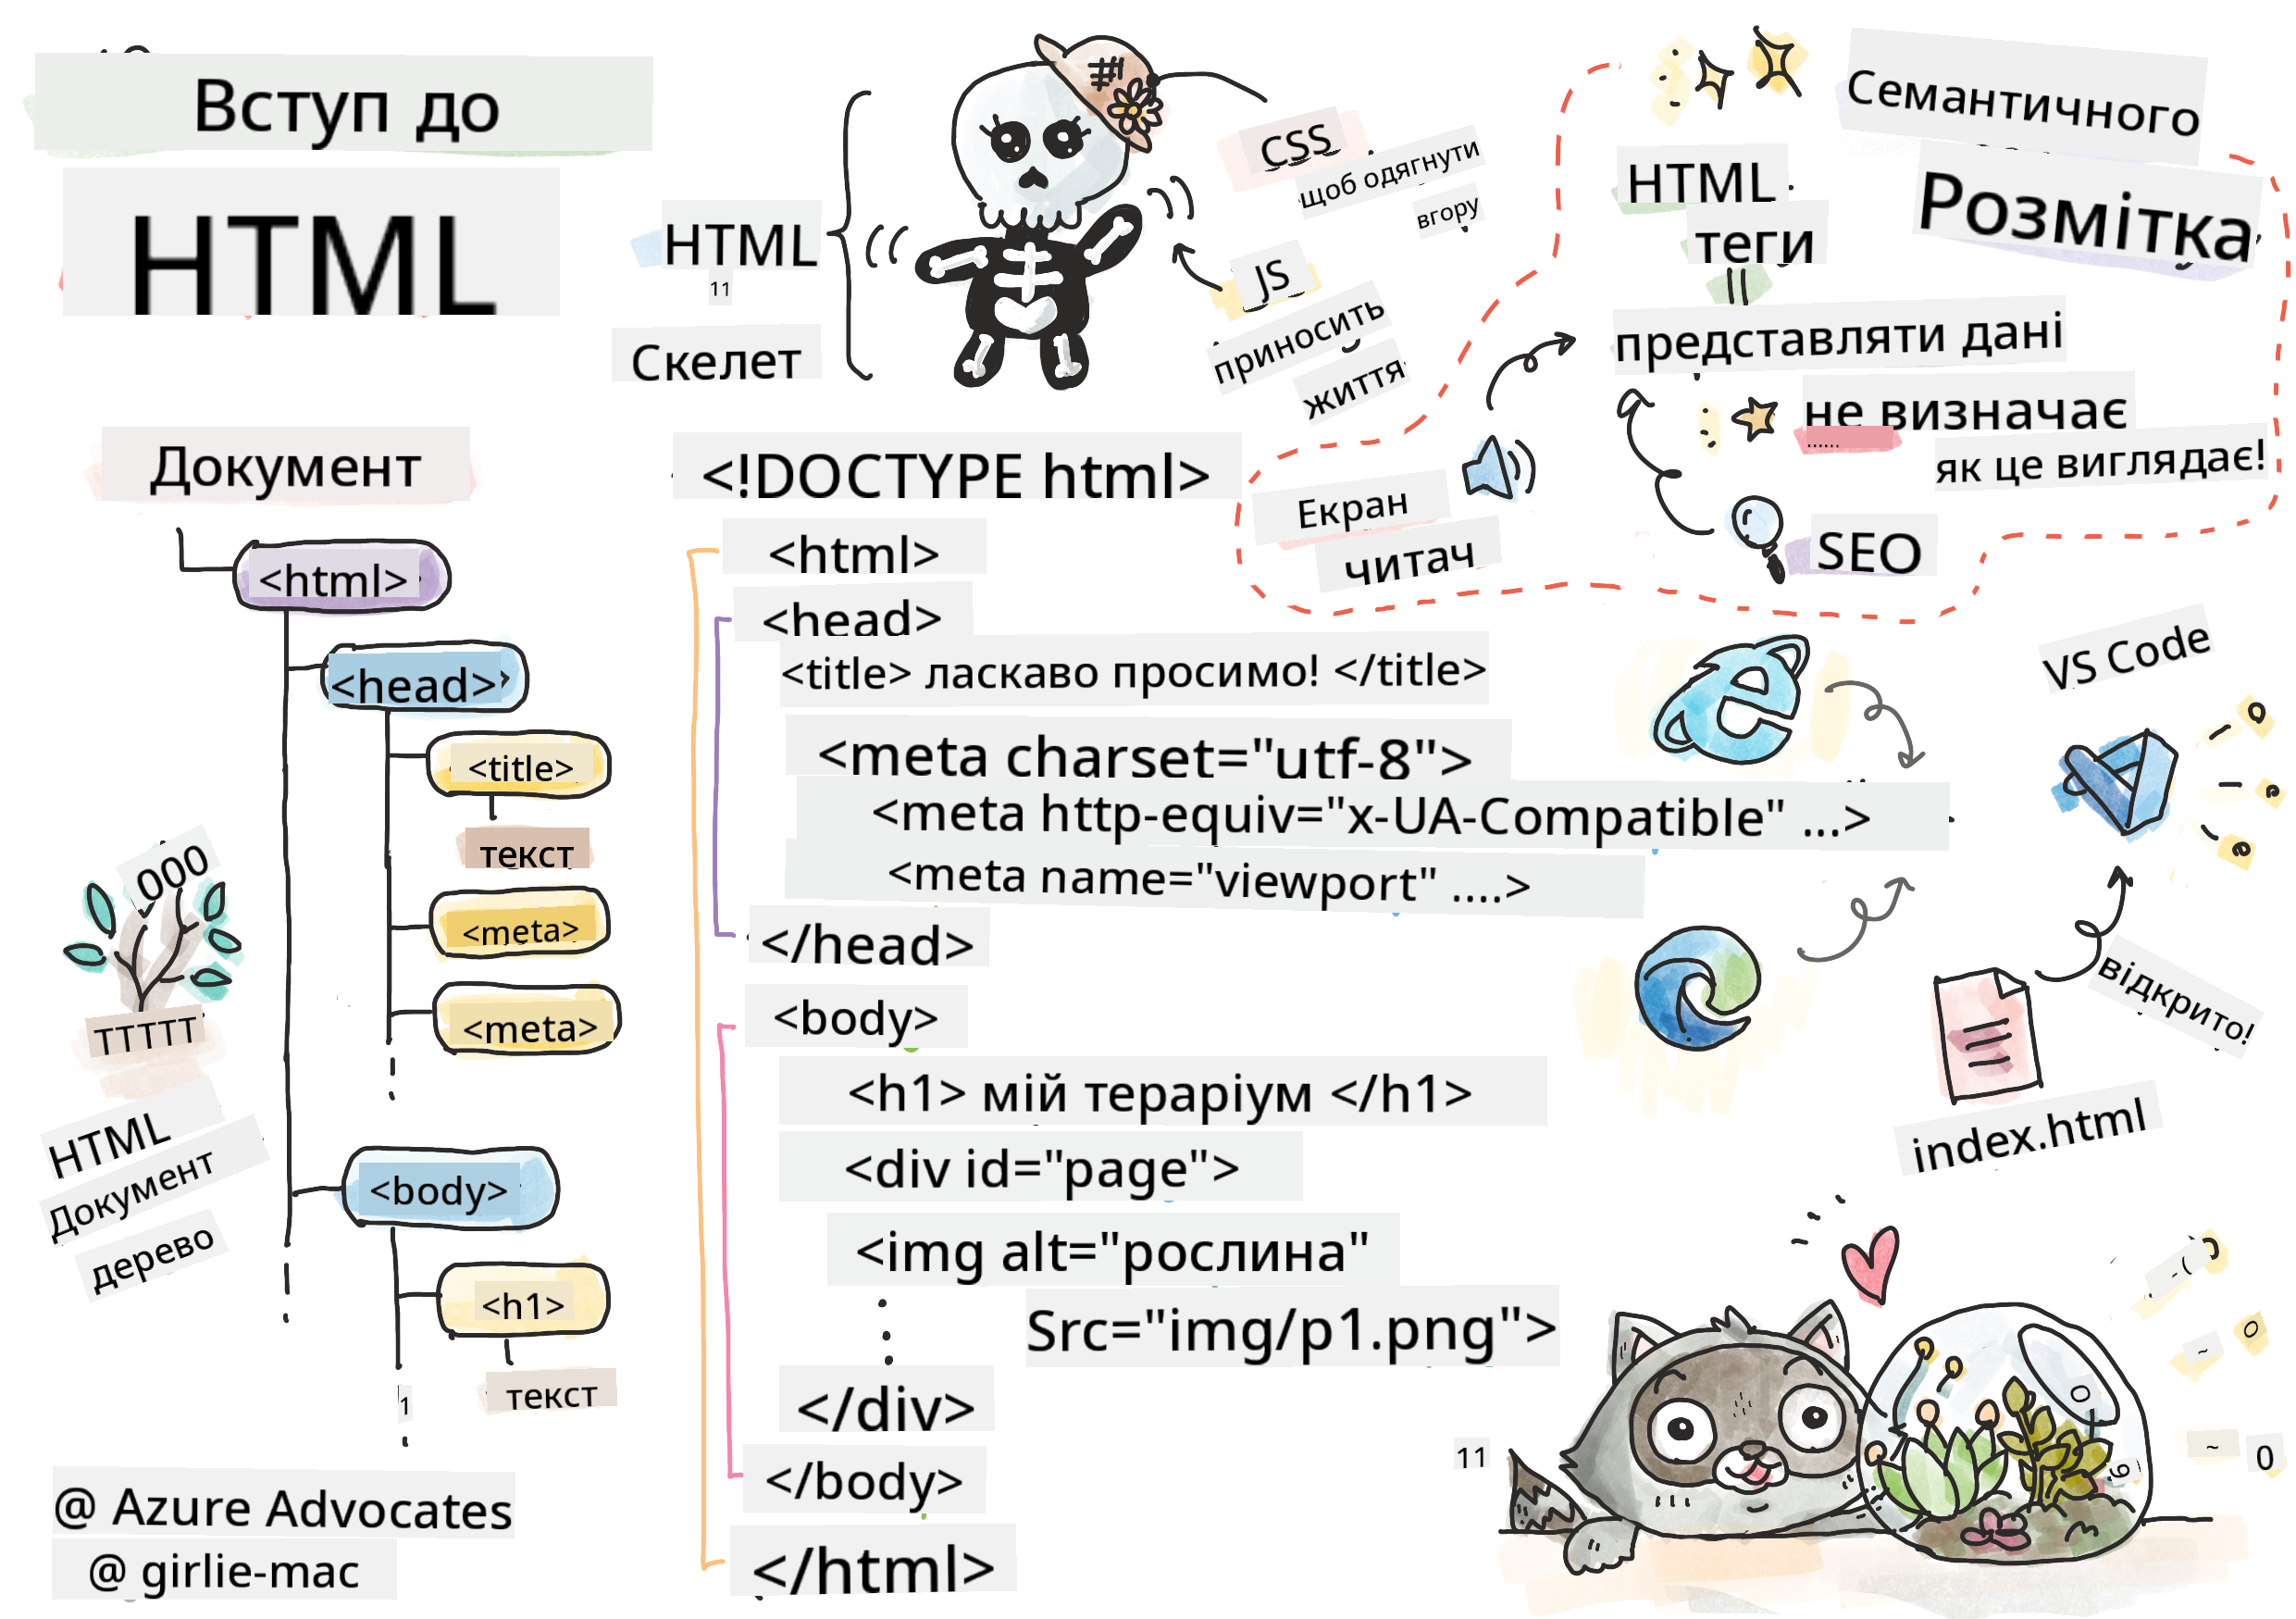 Вступ до
HTML
HTML
11
Скелет
CSS
щоб одягнути
вгору
JS
приносить
життя
Семантичного
Розмітка
HTML
теги
||
представляти дані
не визначає
......
як це виглядає!
Екран
читач
SEO
Документ
<html>
<head>
<title>
текст
<meta>
<meta>
<body>
<h1>
текст
1
000
ТТТТТ
HTML
Документ
дерево
<!DOCTYPE html>
<html>
<head>
<title> ласкаво просимо! </title>
<meta charset="utf-8">
<meta http-equiv="x-UA-Compatible" ...>
<meta name="viewport" ....>
</head>
<body>
<h1> мій тераріум </h1>
<div id="page">
<img alt="рослина"
Src="img/p1.png">
</div>
</body>
</html>
VS Code
відкрито!
index.html
11
~
~ 0
@ Azure Advocates
@ girlie-mac